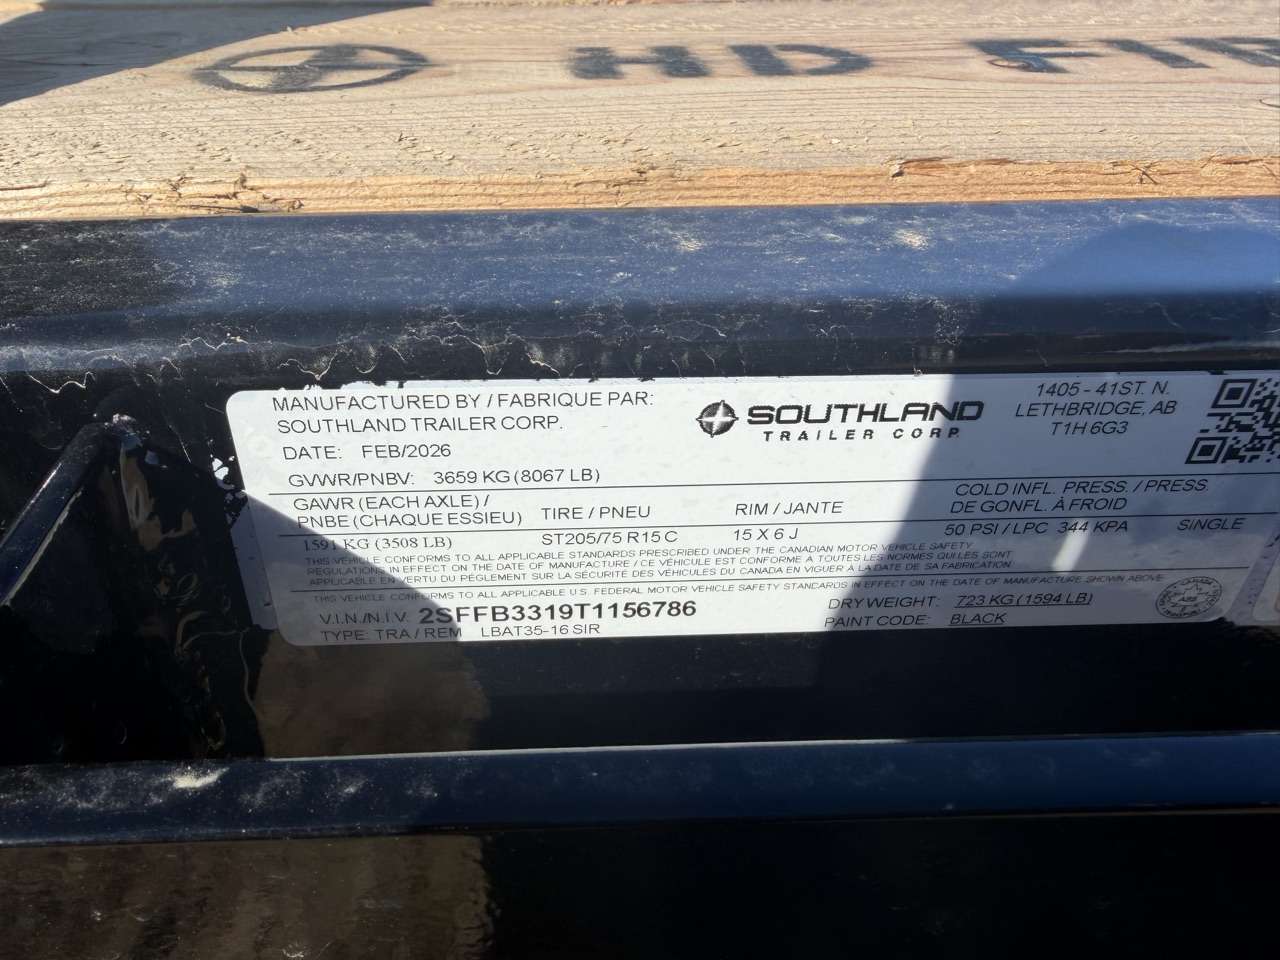 HD FIR
MANUFACTURED BY / FABRIQUE PAR:
SOUTHLAND TRAILER CORP.
SOUTHLAND
TRAILER CORP.
1405 - 41ST. N.
LETHBRIDGE, AB
T1H 6G3
DATE: FEB/2026
GVWR/PNBV: 3659 KG (8067 LB)
GAWR (EACH AXLE) /
PNBE (CHAQUE ESSIEU)
TIRE / PNEU
RIM / JANTE
COLD INFL. PRESS. / PRESS
DE GONFL. À FROID
1591 KG (3508 LB) ST205/75 R15 C 15 X 6 J 50 PSI / LPC 344 KPA SINGLE
THIS VEHICLE CONFORMS TO ALL APPLICABLE STANDARDS PRESCRIBED UNDER THE CANADIAN MOTOR VEHICLE SAFETY
REGULATIONS IN EFFECT ON THE DATE OF MANUFACTURE / CE VÉHICULE EST CONFORME A TOUTES LES NORMES QUI LES SONT
APPLICABLE EN VERTU DU PÉGLEMENT SUR LA SÉCURITÉ DES VÉHICULES DU CANADA EN VIGUER À LA DATE DE SA FABRICATION
THIS VEHICLE CONFORMS TO ALL APPLICABLE U.S. FEDERAL MOTOR VEHICLE SAFETY STANDARDS IN EFFECT ON THE DATE OF MANUFACTURE SHOWN ABOVE
V.I.N./N.I.V. 2SFFB3319T1156786
TYPE: TRA / REM LBAT35-16 SIR
DRY WEIGHT: 723 KG (1594 LB)
PAINT CODE: BLACK